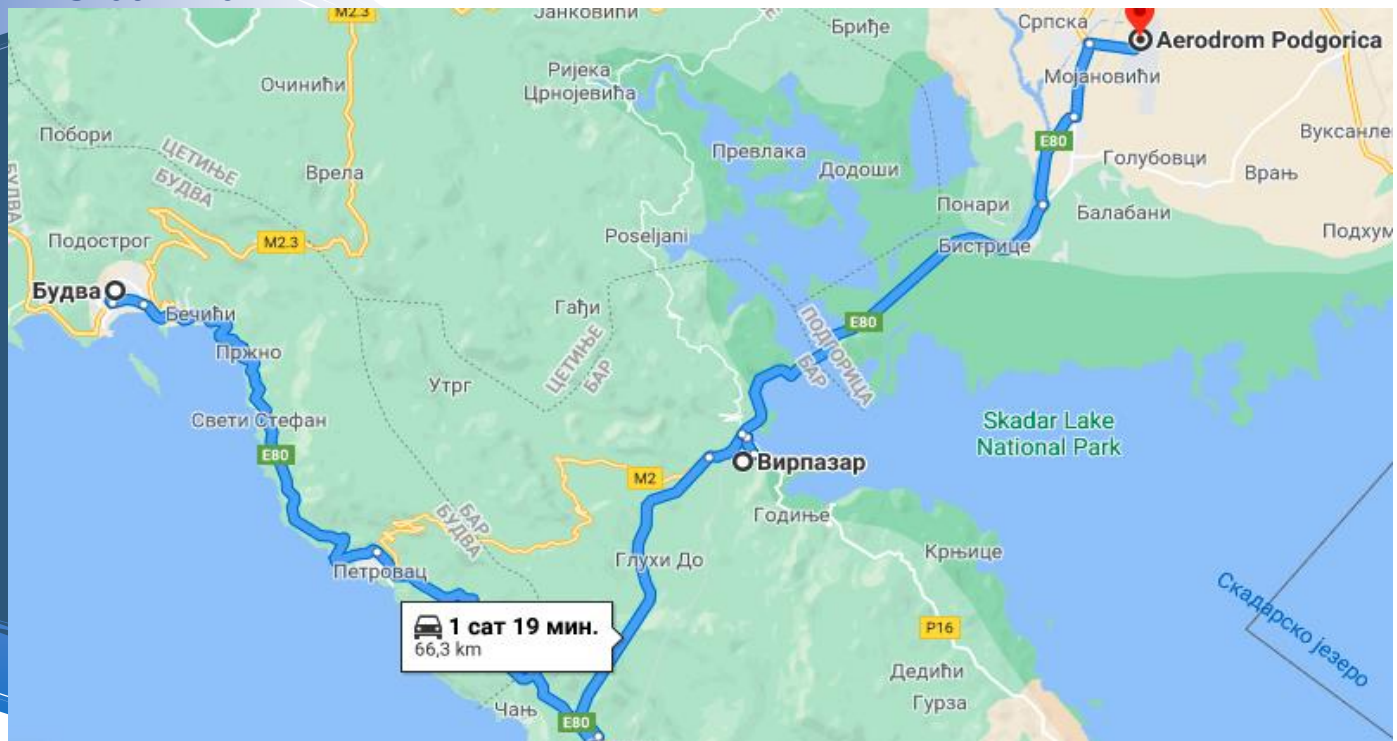 M2.3
Јанковићи
Бриђе
Српска
Aerodrom Podgorica
Очинићи
Ријека
Црнојевића
Мојановићи
Побори
ЦЕТИЊЕ
БУДВА
БУДВА
Врела
Превлака
Додоши
E80
Голубовци
Врањ
Вуксанле
Подострог
M2.3
Poseljani
Понари
Балабани
Бистрице
Подхум
Будва
Бечићи
Гађи
E80
ПОДГОРИЦА
БАР
Пржно
ЦЕТИЊЕ
БАР
Утрг
Свети Стефан
E80
Skadar Lake
National Park
M2
Вирпазар
БАР
БУДВА
Годиње
Крњице
Глухи До
Петровац
1 сат 19 мин.
66,3 km
P16
Скадарско језеро
Дедићи
Гурза
Чањ
E80